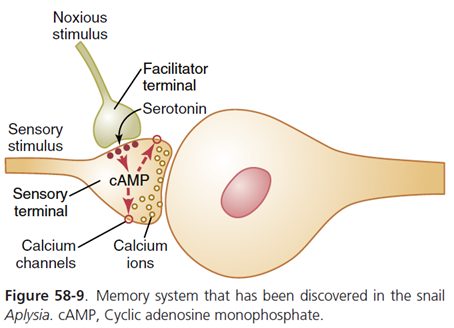 Noxious
stimulus
Facilitator
terminal
Serotonin
Sensory
stimulus
cAMP
Sensory
terminal
Calcium
channels
Calcium
ions
Figure 58-9. Memory system that has been discovered in the snail
Aplysia. cAMP, Cyclic adenosine monophosphate.